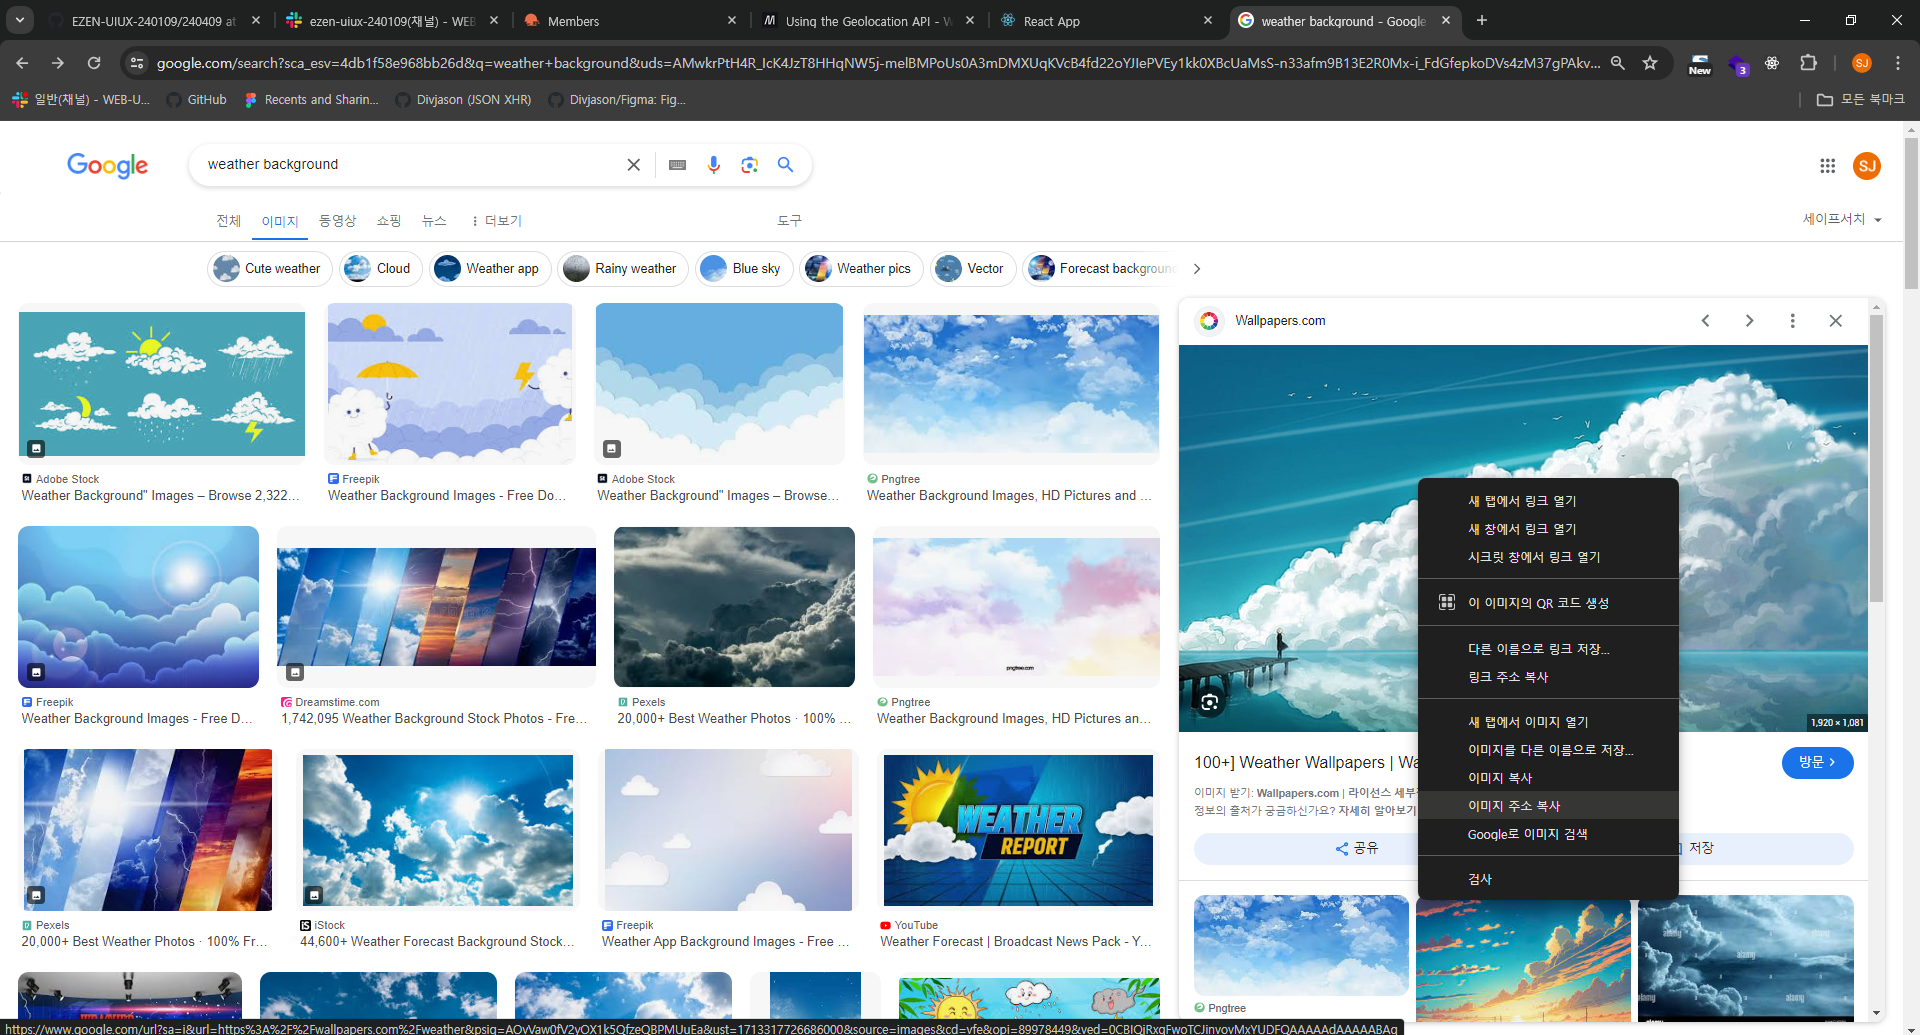 EZEN-UIUX-240109/240409 at
ezen-uiux-240109(채널) - WEB
Members
Using the Geolocation API - W
React App
weather background - Google
google.com/search?sca_esv=4db1f58e968bb26d&q=weather+background&uds=AMwkrPtH4R_IcK4JzT8HHqNW5j-melBMPoUs0A3mDMXUqKVcB4fd22oYJIePVEy1kk0XBcUaMsS-n33afm9B13E2R0Mx-i_FdGfepkoDVs4zM37gPAkv...
New
3
SJ
일반(채널) - WEB-U...
GitHub
Recents and Sharin...
Divjason (JSON XHR)
Divjason/Figma: Fig...
모든 북마크
Google
weather background
SJ
전체
이미지
동영상
쇼핑
뉴스
더보기
도구
세이프서치
Cute weather
Cloud
Weather app
Rainy weather
Blue sky
Weather pics
Vector
Forecast background
Wallpapers.com
Adobe Stock
Weather Background" Images – Browse 2,322...
Freepik
Weather Background Images - Free Do...
Adobe Stock
Weather Background" Images – Browse...
Pngtree
Weather Background Images, HD Pictures and ...
새 탭에서 링크 열기
새 창에서 링크 열기
시크릿 창에서 링크 열기
이 이미지의 QR 코드 생성
다른 이름으로 링크 저장...
링크 주소 복사
새 탭에서 이미지 열기
이미지를 다른 이름으로 저장...
이미지 복사
이미지 주소 복사
Google로 이미지 검색
검사
pngtree.com
Freepik
Weather Background Images - Free D...
Dreamstime.com
1,742,095 Weather Background Stock Photos - Fre...
Pexels
20,000+ Best Weather Photos · 100% ...
Pngtree
Weather Background Images, HD Pictures an...
1,920 × 1,081
100+] Weather Wallpapers | Wa
방문
이미지 받기: Wallpapers.com | 라이선스 세부
정보의 출처가 궁금하신가요? 자세히 알아보기
공유
저장
WEATHER
REPORT
Pexels
20,000+ Best Weather Photos · 100% Fr...
iStock
44,600+ Weather Forecast Background Stock...
Freepik
Weather App Background Images - Free ...
YouTube
Weather Forecast | Broadcast News Pack - Y...
alamy
alamy
alamy
alamy
Pngtree
https://www.google.com/url?sa=i&url=https%3A%2F%2Fwallpapers.com%2Fweather&psig=AOvVaw0fV2yOX1k5QfzeQBPMUuEa&ust=1713317726686000&source=images&cd=vfe&opi=89978449&ved=0CBIQjRxqFwoTCJinvovMxYUDFQAAAAAdAAAAABAg